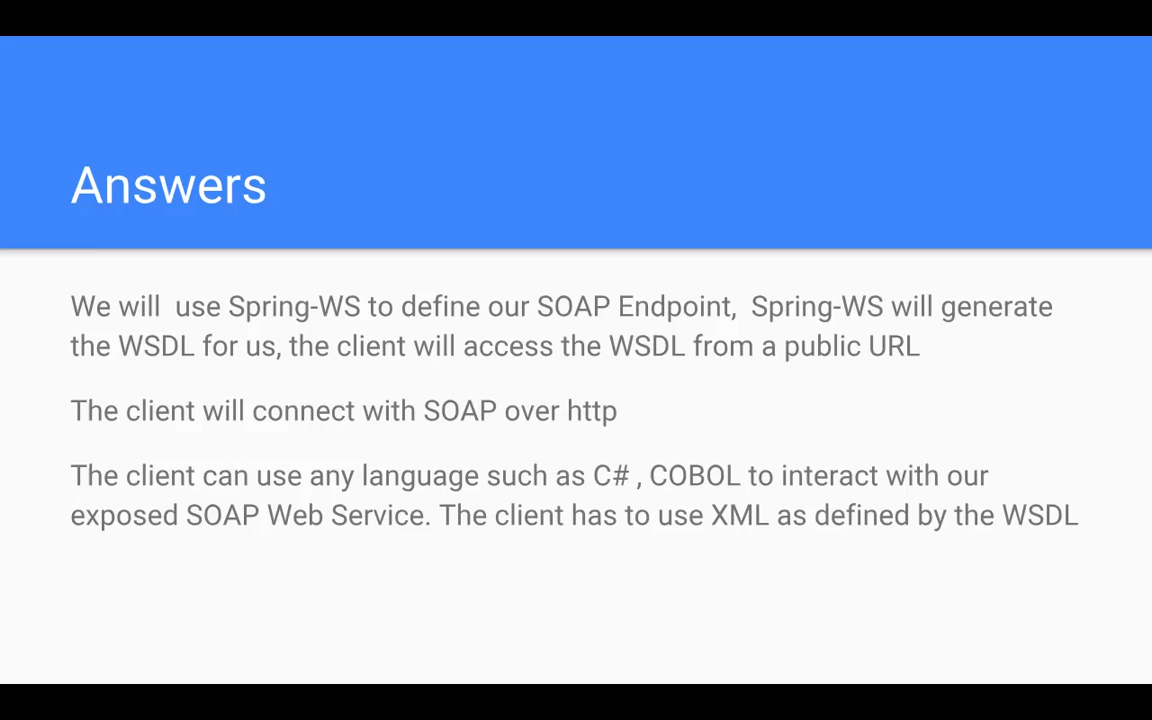 Answers
We will  use Spring-WS to define our SOAP Endpoint,  Spring-WS will generate
the WSDL for us, the client will access the WSDL from a public URL
The client will connect with SOAP over http
The client can use any language such as C# , COBOL to interact with our
exposed SOAP Web Service. The client has to use XML as defined by the WSDL